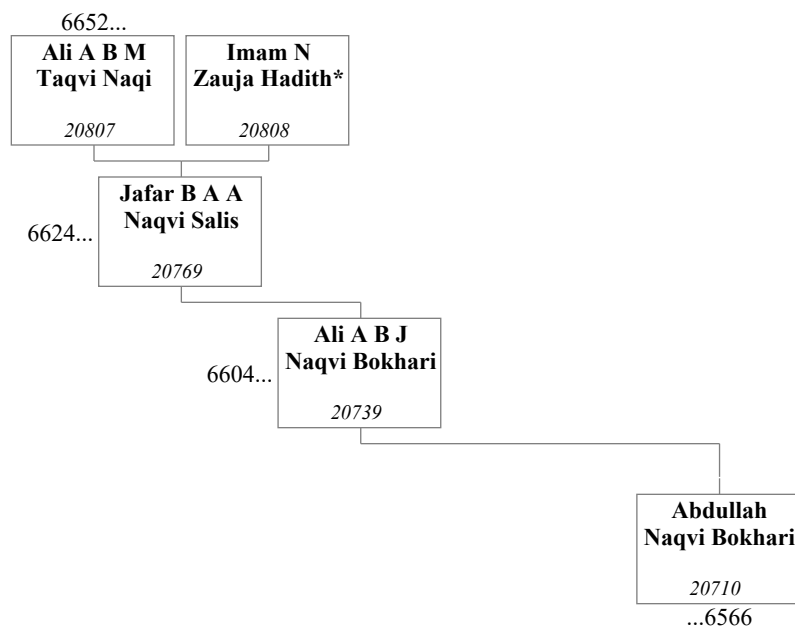 6652...
Ali A B M
Taqvi Naqi
20807
Imam N
Zauja Hadith*
20808
Jafar B A A
Naqvi Salis
20769
6624...
Ali A B J
Naqvi Bokhari
20739
6604...
Abdullah
Naqvi Bokhari
20710
...6566